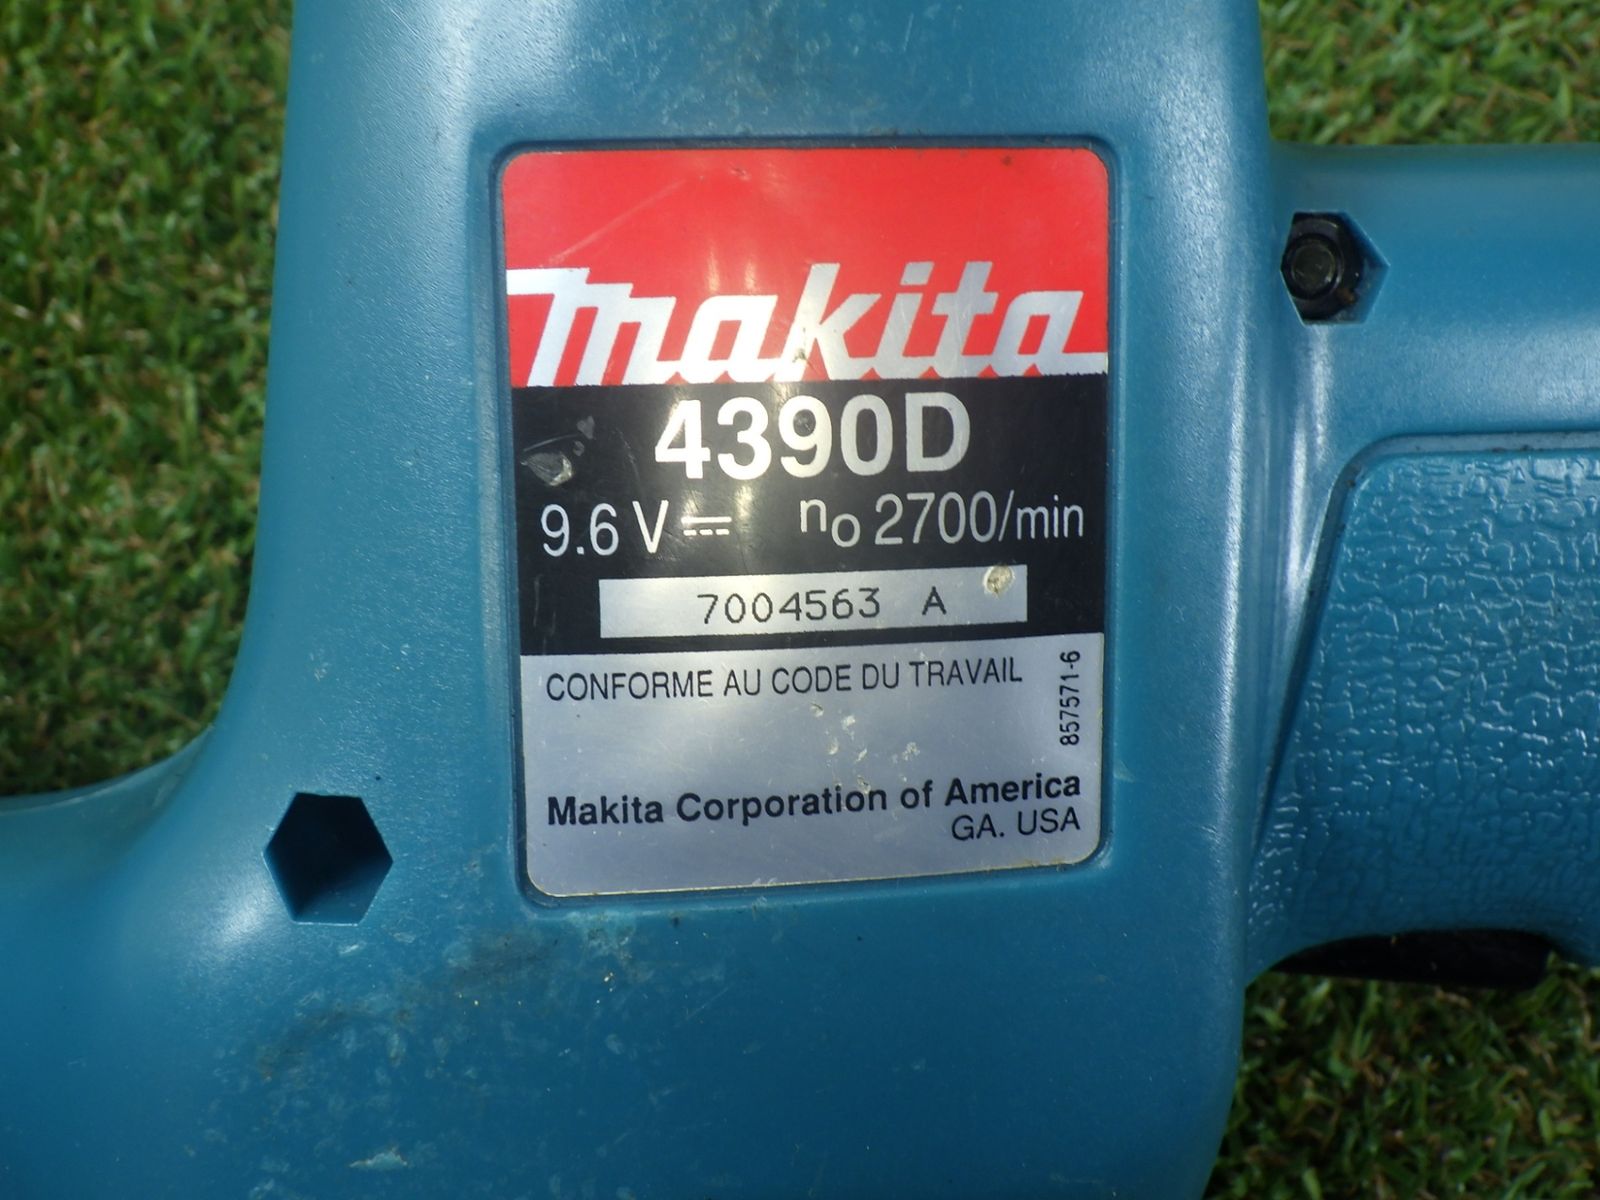 makita
4390D
9.6 V ⎓ no 2700/min
7004563 A
CONFORME AU CODE DU TRAVAIL
857571-6
Makita Corporation of America
GA. USA